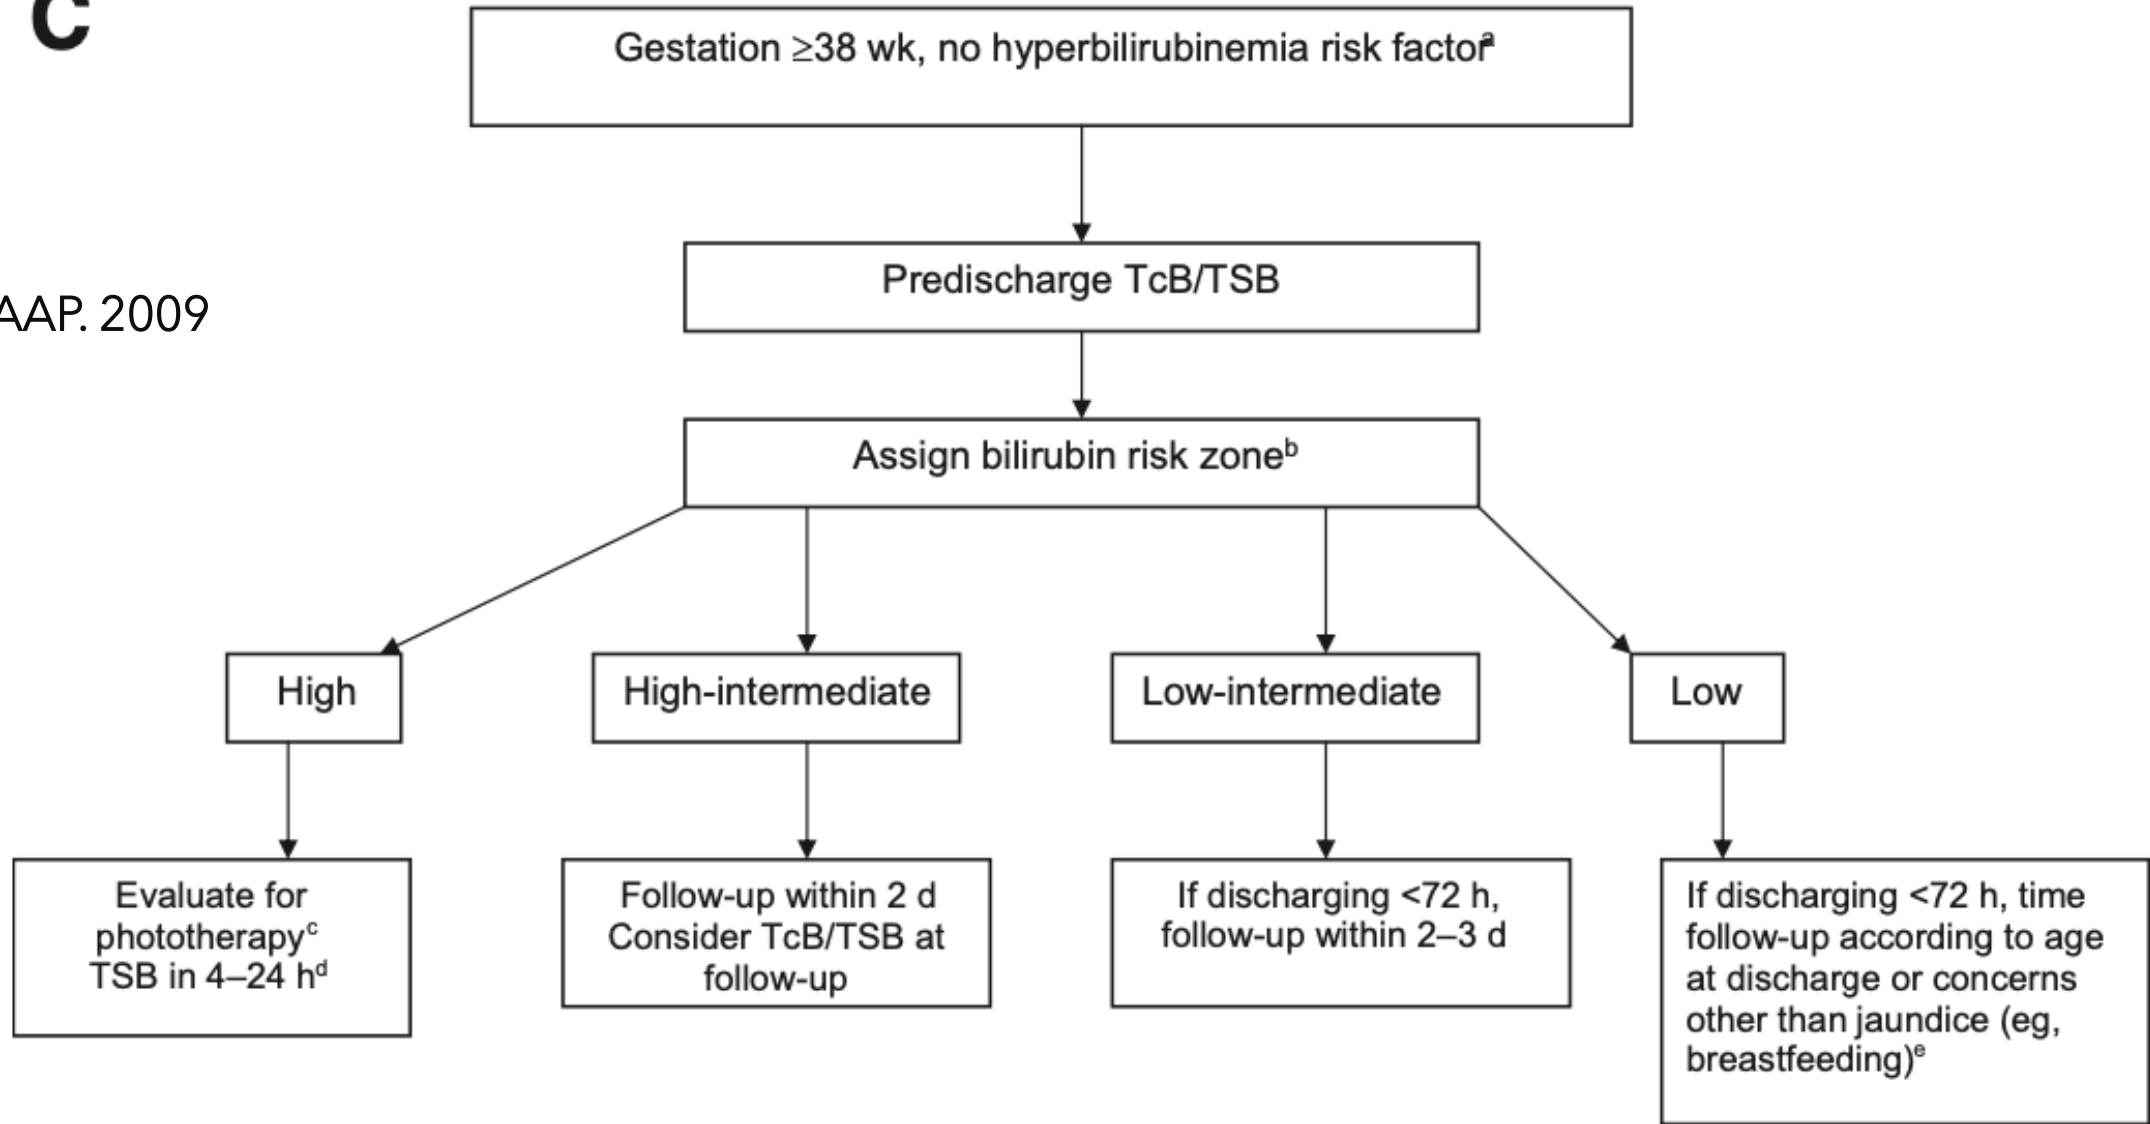 C
Gestation ≥38 wk, no hyperbilirubinemia risk factorᵃ
Predischarge TcB/TSB
AAP. 2009
Assign bilirubin risk zoneᵇ
High
High-intermediate
Low-intermediate
Low
Evaluate for
phototherapyᶜ
TSB in 4–24 hᵈ
Follow-up within 2 d
Consider TcB/TSB at
follow-up
If discharging <72 h,
follow-up within 2–3 d
If discharging <72 h, time
follow-up according to age
at discharge or concerns
other than jaundice (eg,
breastfeeding)ᵉ